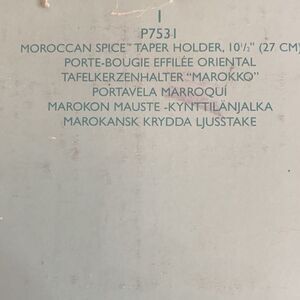 1
P7531
MOROCCAN SPICE™ TAPER HOLDER, 10½" (27 CM)
PORTE-BOUGIE EFFILÉE ORIENTAL
TAFELKERZENHALTER "MAROKKO"
PORTAVELA MARROQUÍ
MAROKON MAUSTE -KYNTTILÄNJALKA
MAROKANSK KRYDDA LJUSSTAKE